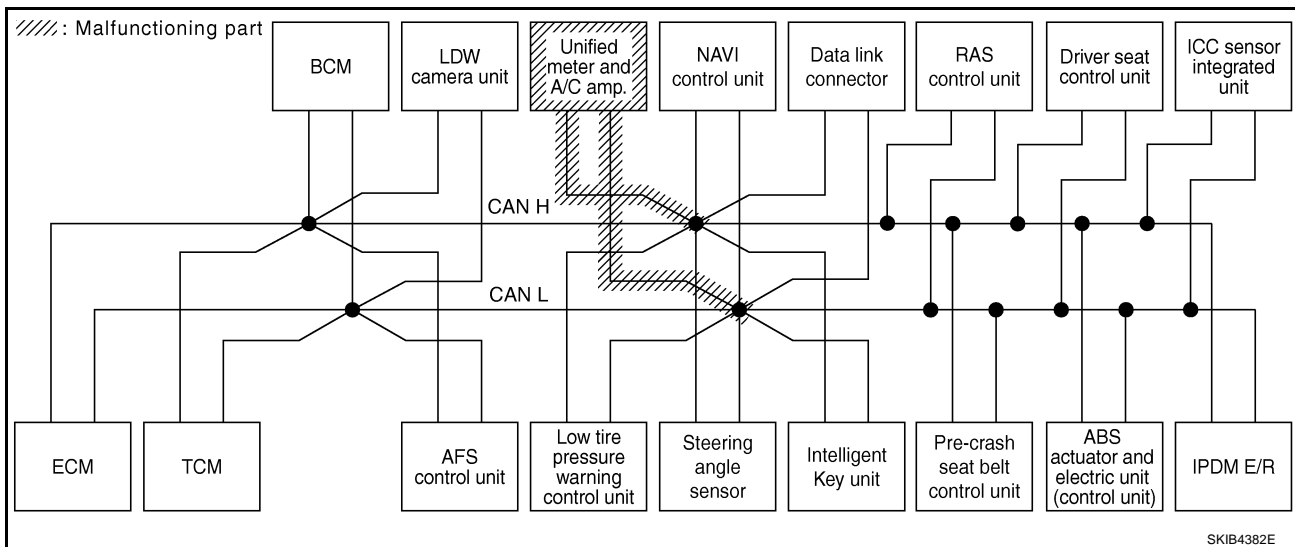 : Malfunctioning part
BCM
LDW
camera unit
Unified
meter and
A/C amp.
NAVI
control unit
Data link
connector
RAS
control unit
Driver seat
control unit
ICC sensor
integrated
unit
CAN H
CAN L
ECM
TCM
AFS
control unit
Low tire
pressure
warning
control unit
Steering
angle
sensor
Intelligent
Key unit
Pre-crash
seat belt
control unit
ABS
actuator and
electric unit
(control unit)
IPDM E/R
SKIB4382E